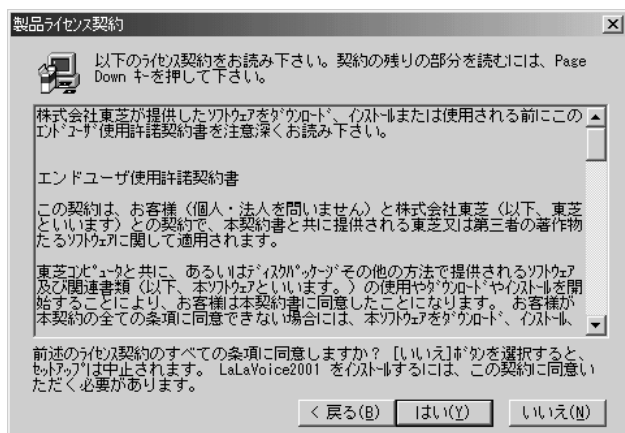 製品ライセンス契約
以下のライセンス契約をお読み下さい。契約の残りの部分を読むには、Page
Down キーを押して下さい。
株式会社東芝が提供したソフトウェアをダウンロード、インストールまたは使用される前にこの
エンドユーザ使用許諾契約書を注意深くお読み下さい。
エンドユーザ使用許諾契約書
この契約は、お客様（個人・法人を問いません）と株式会社東芝（以下、東芝
といいます）との契約で、本契約書と共に提供される東芝又は第三者の著作物
たるソフトウェアに関して適用されます。
東芝コンピュータと共に、あるいはディスクパッケージその他の方法で提供されるソフトウェア
及び関連書類（以下、本ソフトウェアといいます。）の使用やダウンロードやインストールを開
始することにより、お客様は本契約書に同意したことになります。 お客様が
本契約の全ての条項に同意できない場合には、本ソフトウェアをダウンロード、インストール、
前述のライセンス契約のすべての条項に同意しますか？ [いいえ]ボタンを選択すると、
セットアップは中止されます。 LaLaVoice2001 をインストールするには、この契約に同意い
ただく必要があります。
< 戻る(B) はい(Y) いいえ(N)